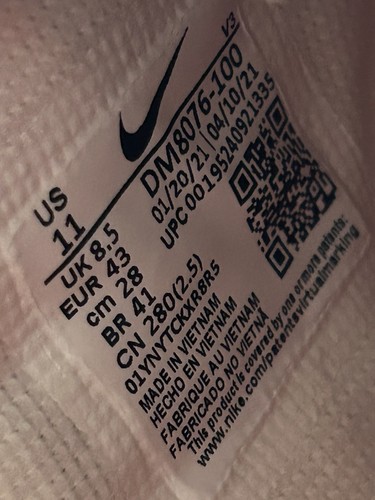 V3
DM8076-100
01/20/21 | 04/10/21
UPC 00195240921335
US
11
UK 8.5
EUR 43
cm 28
BR 41
CN 280(2.5)
01YNYTCKXR8R5
MADE IN VIETNAM
HECHO EN VIETNAM
FABRIQUE AU VIETNAM
FABRICADO NO VIETNÃ
This product is covered by one or more patents:
www.nike.com/patentsvirtualmarking